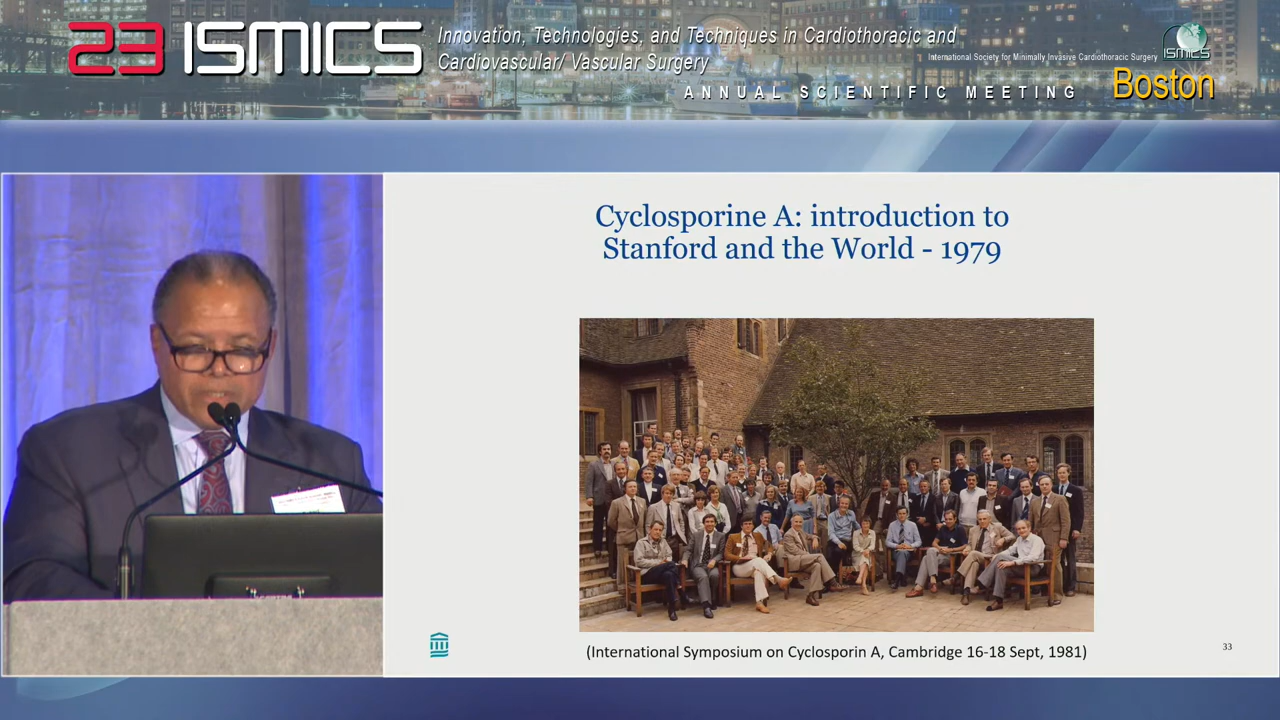 23 ISMICS
Innovation, Technologies, and Techniques in Cardiothoracic and
Cardiovascular/ Vascular Surgery
International Society for Minimally Invasive Cardiothoracic Surgery
ISMICS
ANNUAL SCIENTIFIC MEETING
Boston
Cyclosporine A: introduction to
Stanford and the World - 1979
(International Symposium on Cyclosporin A, Cambridge 16-18 Sept, 1981)
33